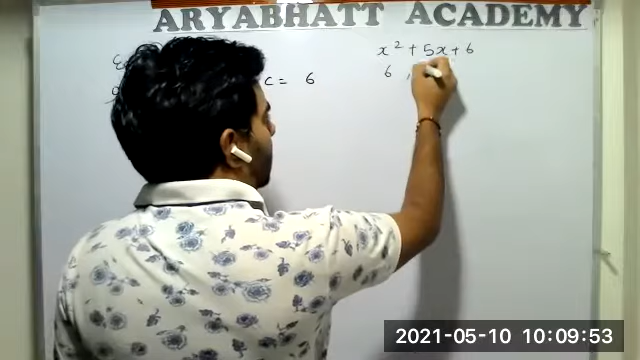 ARYABHATT ACADEMY
x² + 5x + 6
c = 6
6 ,
2021-05-10 10:09:53